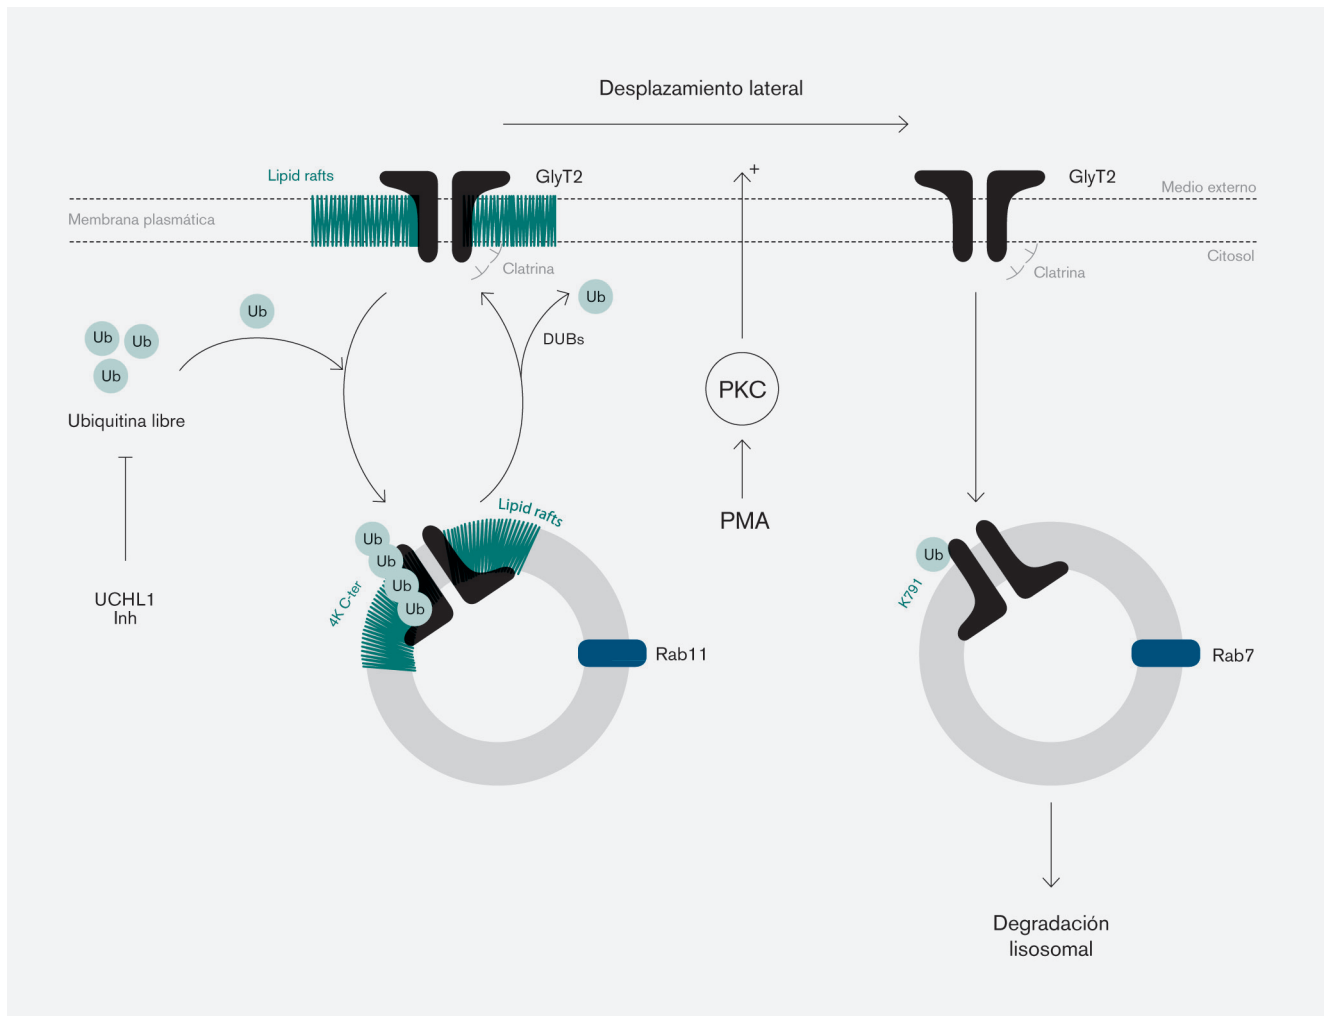 Desplazamiento lateral
Lipid rafts
GlyT2
+
GlyT2
Medio externo
Membrana plasmática
Citosol
Clatrina
Clatrina
Ub
Ub
Ub
Ub
Ub
DUBs
Ubiquitina libre
PKC
PMA
UCHL1
Inh
Lipid rafts
Ub
Ub
Ub
Ub
4K C-ter
Rab11
Ub
K791
Rab7
Degradación
lisosomal